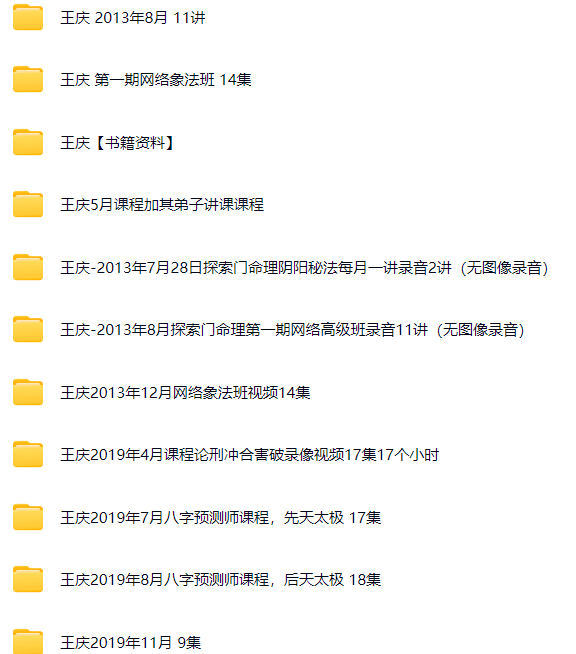 王庆 2013年8月 11讲
王庆 第一期网络象法班 14集
王庆【书籍资料】
王庆5月课程加其弟子讲课课程
王庆-2013年7月28日探索门命理阴阳秘法每月一讲录音2讲（无图像录音）
王庆-2013年8月探索门命理第一期网络高级班录音11讲（无图像录音）
王庆2013年12月网络象法班视频14集
王庆2019年4月课程论刑冲合害破录像视频17集17个小时
王庆2019年7月八字预测师课程，先天太极 17集
王庆2019年8月八字预测师课程，后天太极 18集
王庆2019年11月 9集